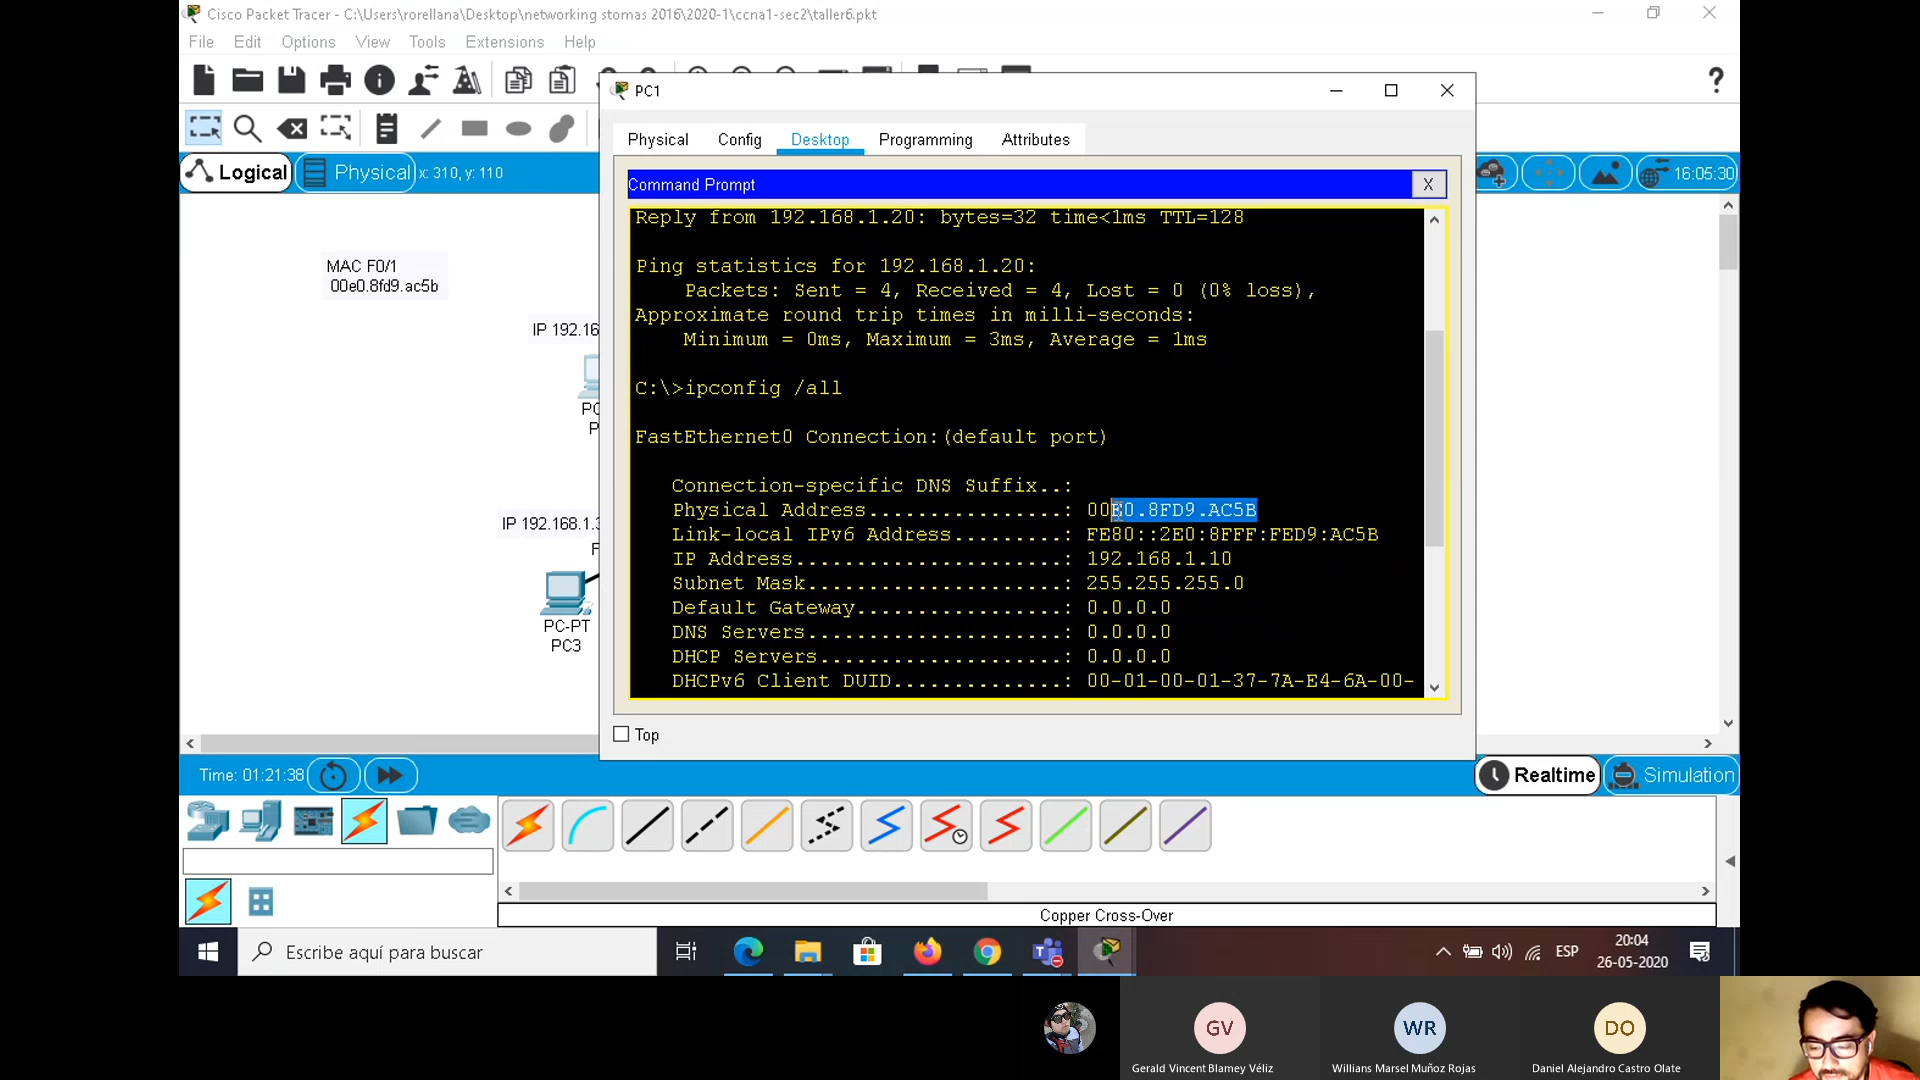 Cisco Packet Tracer - C:\Users\rorellana\Desktop\networking stomas 2016\2020-1\ccna1-sec2\taller6.pkt
File Edit Options View Tools Extensions Help
PC1
Physical Config Desktop Programming Attributes
Logical Physical x: 310, y: 110
16:05:30
Command Prompt
X
Reply from 192.168.1.20: bytes=32 time<1ms TTL=128
Ping statistics for 192.168.1.20:
Packets: Sent = 4, Received = 4, Lost = 0 (0% loss),
Approximate round trip times in milli-seconds:
Minimum = 0ms, Maximum = 3ms, Average = 1ms
C:\>ipconfig /all
FastEthernet0 Connection:(default port)
Connection-specific DNS Suffix..:
Physical Address................: 00E0.8FD9.AC5B
Link-local IPv6 Address.........: FE80::2E0:8FFF:FED9:AC5B
IP Address......................: 192.168.1.10
Subnet Mask.....................: 255.255.255.0
Default Gateway.................: 0.0.0.0
DNS Servers.....................: 0.0.0.0
DHCP Servers....................: 0.0.0.0
DHCPv6 Client DUID..............: 00-01-00-01-37-7A-E4-6A-00-
Top
MAC F0/1
00e0.8fd9.ac5b
IP 192.16
PC
P
IP 192.168.1.3
F
PC-PT
PC3
Time: 01:21:38
Realtime Simulation
Copper Cross-Over
Escribe aquí para buscar
ESP
20:04
26-05-2020
GV
WR
DO
Gerald Vincent Blamey Véliz
Willians Marsel Muñoz Rojas
Daniel Alejandro Castro Olate